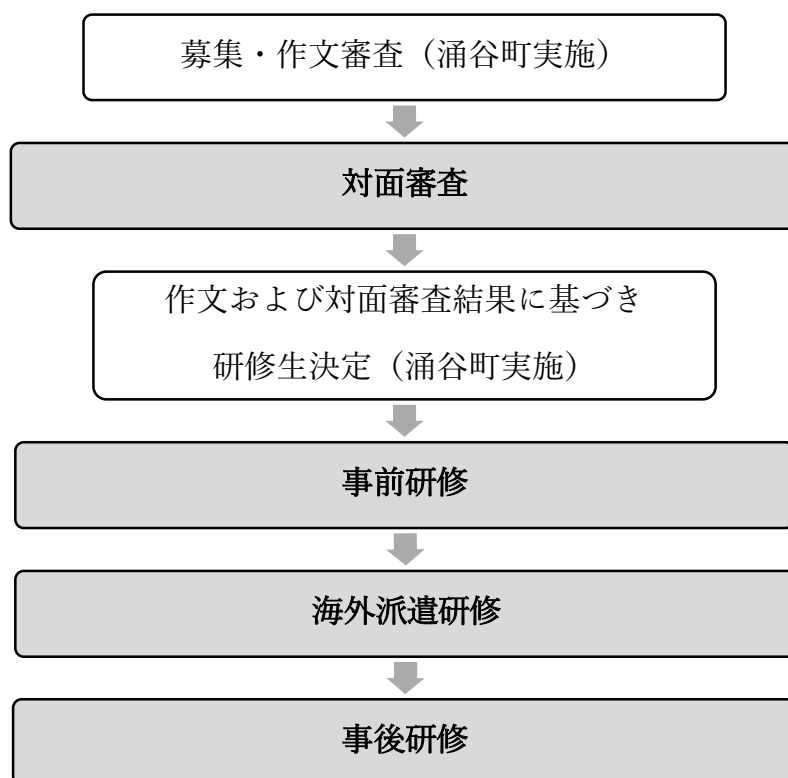 募集・作文審査（涌谷町実施）
対面審査
作文および対面審査結果に基づき
研修生決定（涌谷町実施）
事前研修
海外派遣研修
事後研修